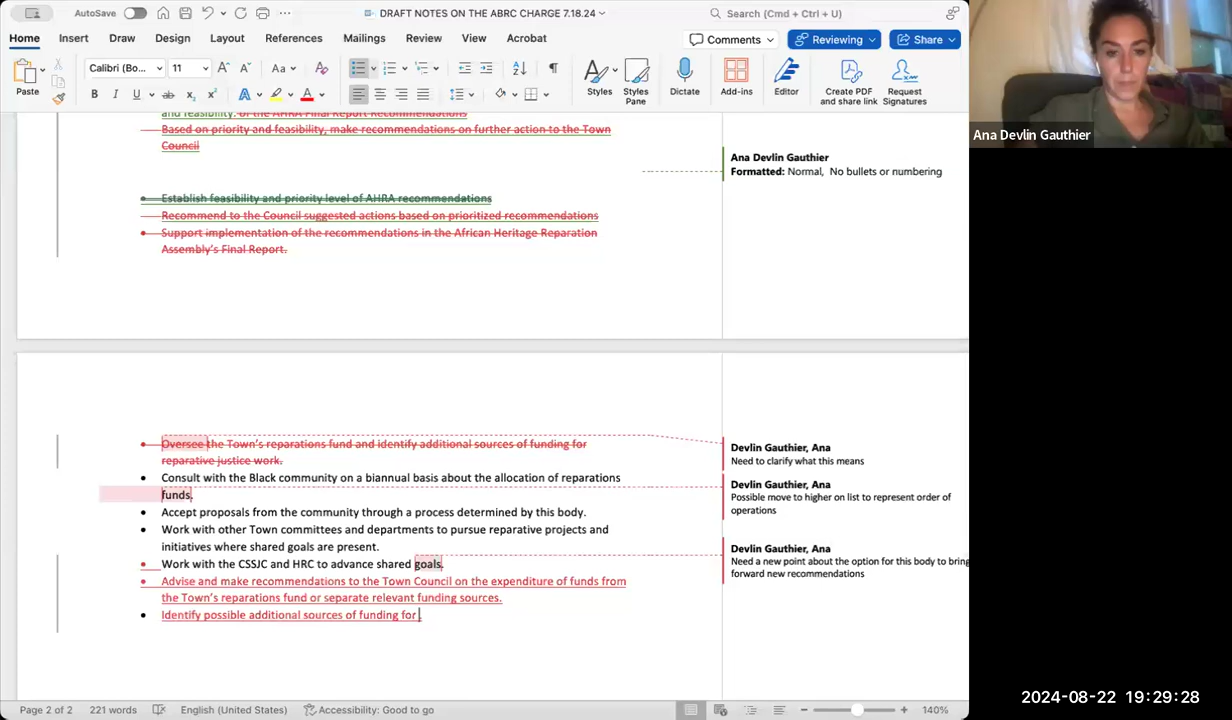 AutoSave
DRAFT NOTES ON THE ABRC CHARGE 7.18.24
Search (Cmd + Ctrl + U)
Home Insert Draw Design Layout References Mailings Review View Acrobat
Comments Reviewing Share
Paste
Calibri (Bo... 11
Styles
Styles Pane
Dictate
Add-ins
Editor
Create PDF and share link
Request Signatures
and feasibility. of the AHRA Final Report Recommendations
Based on priority and feasibility, make recommendations on further action to the Town
Council
Ana Devlin Gauthier
Formatted: Normal, No bullets or numbering
Establish feasibility and priority level of AHRA recommendations
Recommend to the Council suggested actions based on prioritized recommendations
Support implementation of the recommendations in the African Heritage Reparation
Assembly's Final Report.
Oversee the Town's reparations fund and identify additional sources of funding for
reparative justice work.
Consult with the Black community on a biannual basis about the allocation of reparations
funds.
Accept proposals from the community through a process determined by this body.
Work with other Town committees and departments to pursue reparative projects and
initiatives where shared goals are present.
Work with the CSSJC and HRC to advance shared goals.
Advise and make recommendations to the Town Council on the expenditure of funds from
the Town's reparations fund or separate relevant funding sources.
Identify possible additional sources of funding for
Devlin Gauthier, Ana
Need to clarify what this means
Devlin Gauthier, Ana
Possible move to higher on list to represent order of
operations
Devlin Gauthier, Ana
Need a new point about the option for this body to bring
forward new recommendations
Page 2 of 2 221 words English (United States) Accessibility: Good to go 140%
Ana Devlin Gauthier
2024-08-22 19:29:28